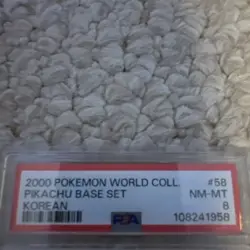 2000 POKEMON WORLD COLL. #58
PIKACHU BASE SET NM-MT
KOREAN 8
PSA 108241958